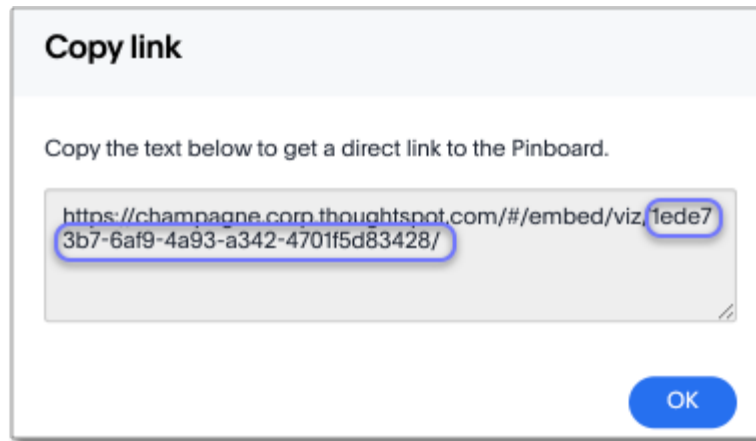 Copy link
Copy the text below to get a direct link to the Pinboard.
https://champagne.corp.thoughtspot.com/#/embed/viz/1ede7
3b7-6af9-4a93-a342-4701f5d83428/
OK